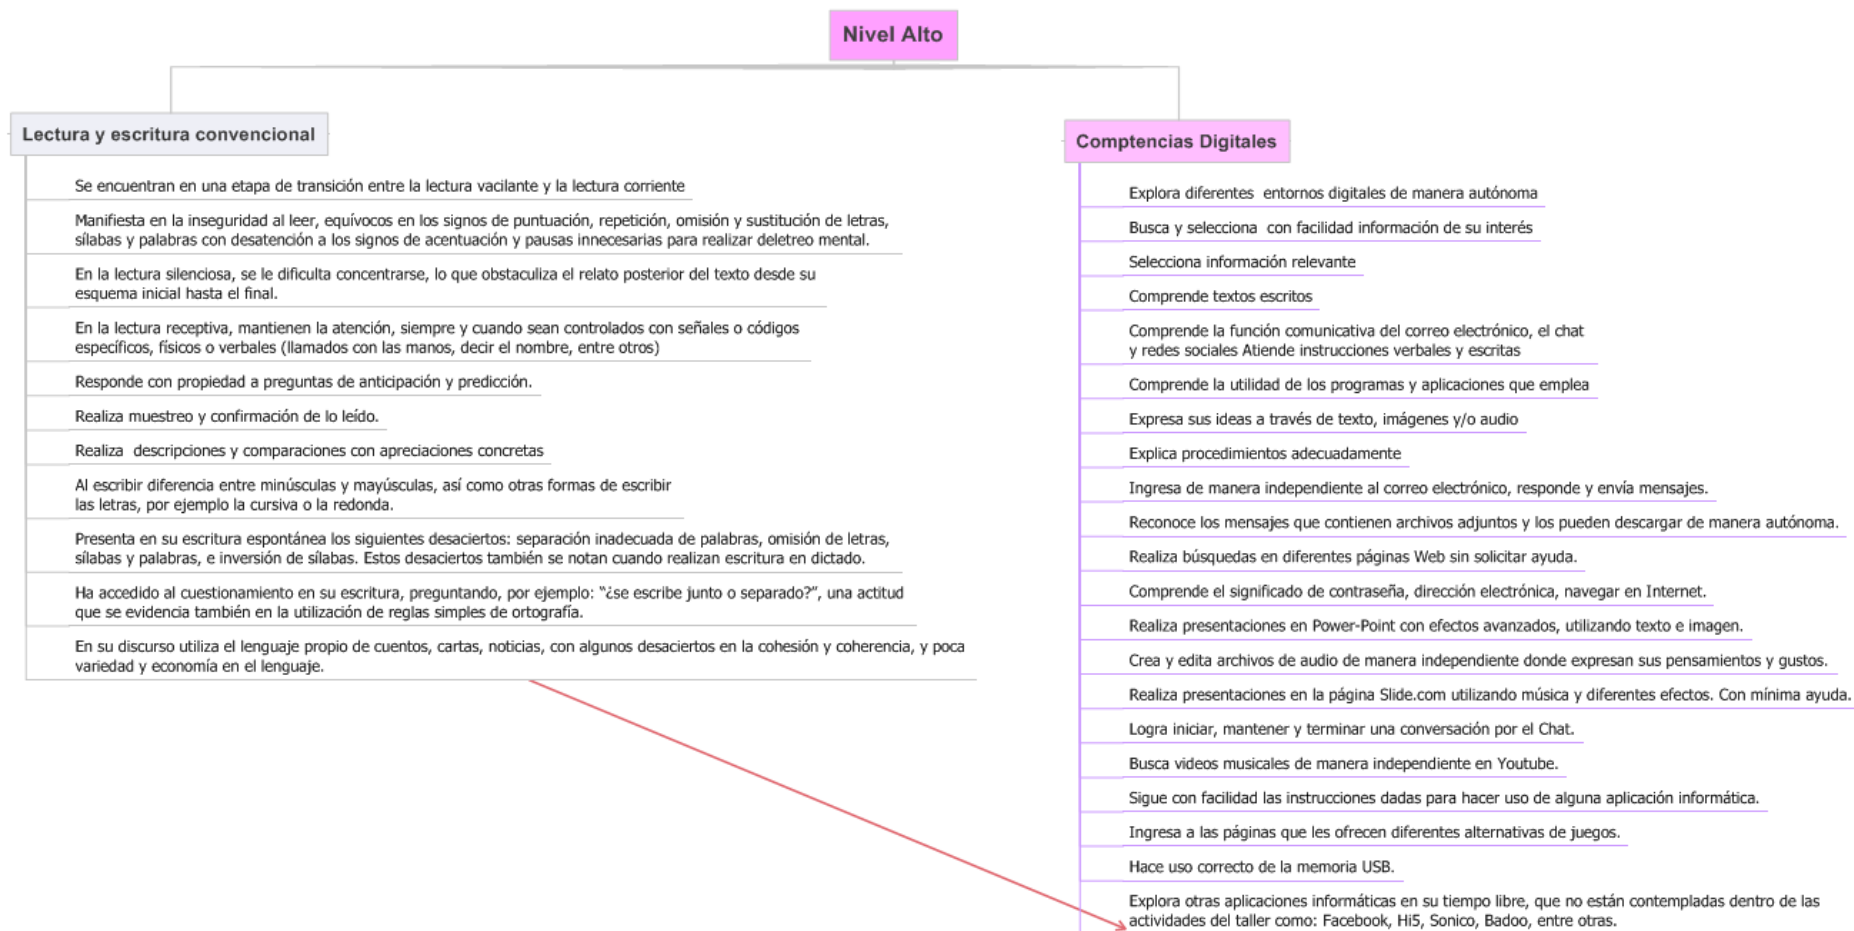 Nivel Alto
Lectura y escritura convencional
Se encuentran en una etapa de transición entre la lectura vacilante y la lectura corriente
Manifiesta en la inseguridad al leer, equívocos en los signos de puntuación, repetición, omisión y sustitución de letras,
sílabas y palabras con desatención a los signos de acentuación y pausas innecesarias para realizar deletreo mental.
En la lectura silenciosa, se le dificulta concentrarse, lo que obstaculiza el relato posterior del texto desde su
esquema inicial hasta el final.
En la lectura receptiva, mantienen la atención, siempre y cuando sean controlados con señales o códigos
específicos, físicos o verbales (llamados con las manos, decir el nombre, entre otros)
Responde con propiedad a preguntas de anticipación y predicción.
Realiza muestreo y confirmación de lo leído.
Realiza  descripciones y comparaciones con apreciaciones concretas
Al escribir diferencia entre minúsculas y mayúsculas, así como otras formas de escribir
las letras, por ejemplo la cursiva o la redonda.
Presenta en su escritura espontánea los siguientes desaciertos: separación inadecuada de palabras, omisión de letras,
sílabas y palabras, e inversión de sílabas. Estos desaciertos también se notan cuando realizan escritura en dictado.
Ha accedido al cuestionamiento en su escritura, preguntando, por ejemplo: “¿se escribe junto o separado?”, una actitud
que se evidencia también en la utilización de reglas simples de ortografía.
En su discurso utiliza el lenguaje propio de cuentos, cartas, noticias, con algunos desaciertos en la cohesión y coherencia, y poca
variedad y economía en el lenguaje.
Comptencias Digitales
Explora diferentes  entornos digitales de manera autónoma
Busca y selecciona  con facilidad información de su interés
Selecciona información relevante
Comprende textos escritos
Comprende la función comunicativa del correo electrónico, el chat
y redes sociales Atiende instrucciones verbales y escritas
Comprende la utilidad de los programas y aplicaciones que emplea
Expresa sus ideas a través de texto, imágenes y/o audio
Explica procedimientos adecuadamente
Ingresa de manera independiente al correo electrónico, responde y envía mensajes.
Reconoce los mensajes que contienen archivos adjuntos y los pueden descargar de manera autónoma.
Realiza búsquedas en diferentes páginas Web sin solicitar ayuda.
Comprende el significado de contraseña, dirección electrónica, navegar en Internet.
Realiza presentaciones en Power-Point con efectos avanzados, utilizando texto e imagen.
Crea y edita archivos de audio de manera independiente donde expresan sus pensamientos y gustos.
Realiza presentaciones en la página Slide.com utilizando música y diferentes efectos. Con mínima ayuda.
Logra iniciar, mantener y terminar una conversación por el Chat.
Busca videos musicales de manera independiente en Youtube.
Sigue con facilidad las instrucciones dadas para hacer uso de alguna aplicación informática.
Ingresa a las páginas que les ofrecen diferentes alternativas de juegos.
Hace uso correcto de la memoria USB.
Explora otras aplicaciones informáticas en su tiempo libre, que no están contempladas dentro de las
actividades del taller como: Facebook, Hi5, Sonico, Badoo, entre otras.